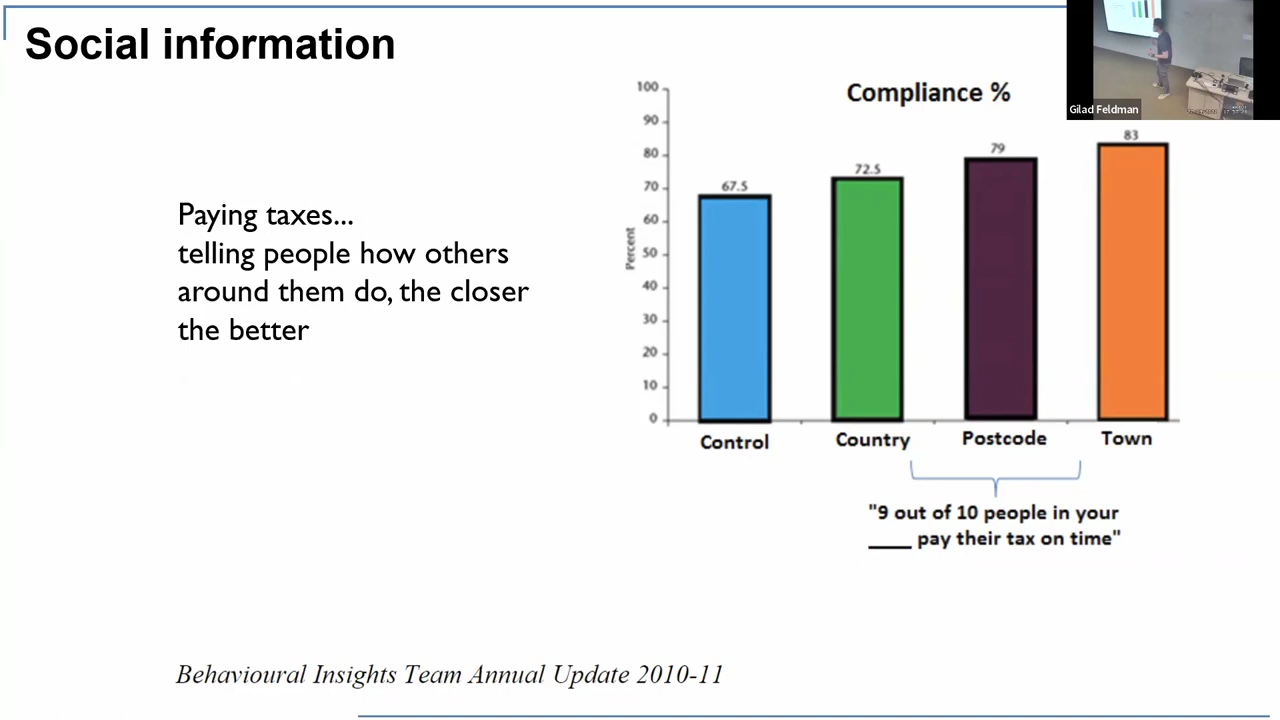 Social information
Gilad Feldman
Paying taxes...
telling people how others
around them do, the closer
the better
Compliance %
Percent
100
90
80
70
60
50
40
30
20
10
0
67.5
72.5
79
83
Control
Country
Postcode
Town
"9 out of 10 people in your
____ pay their tax on time"
Behavioural Insights Team Annual Update 2010-11